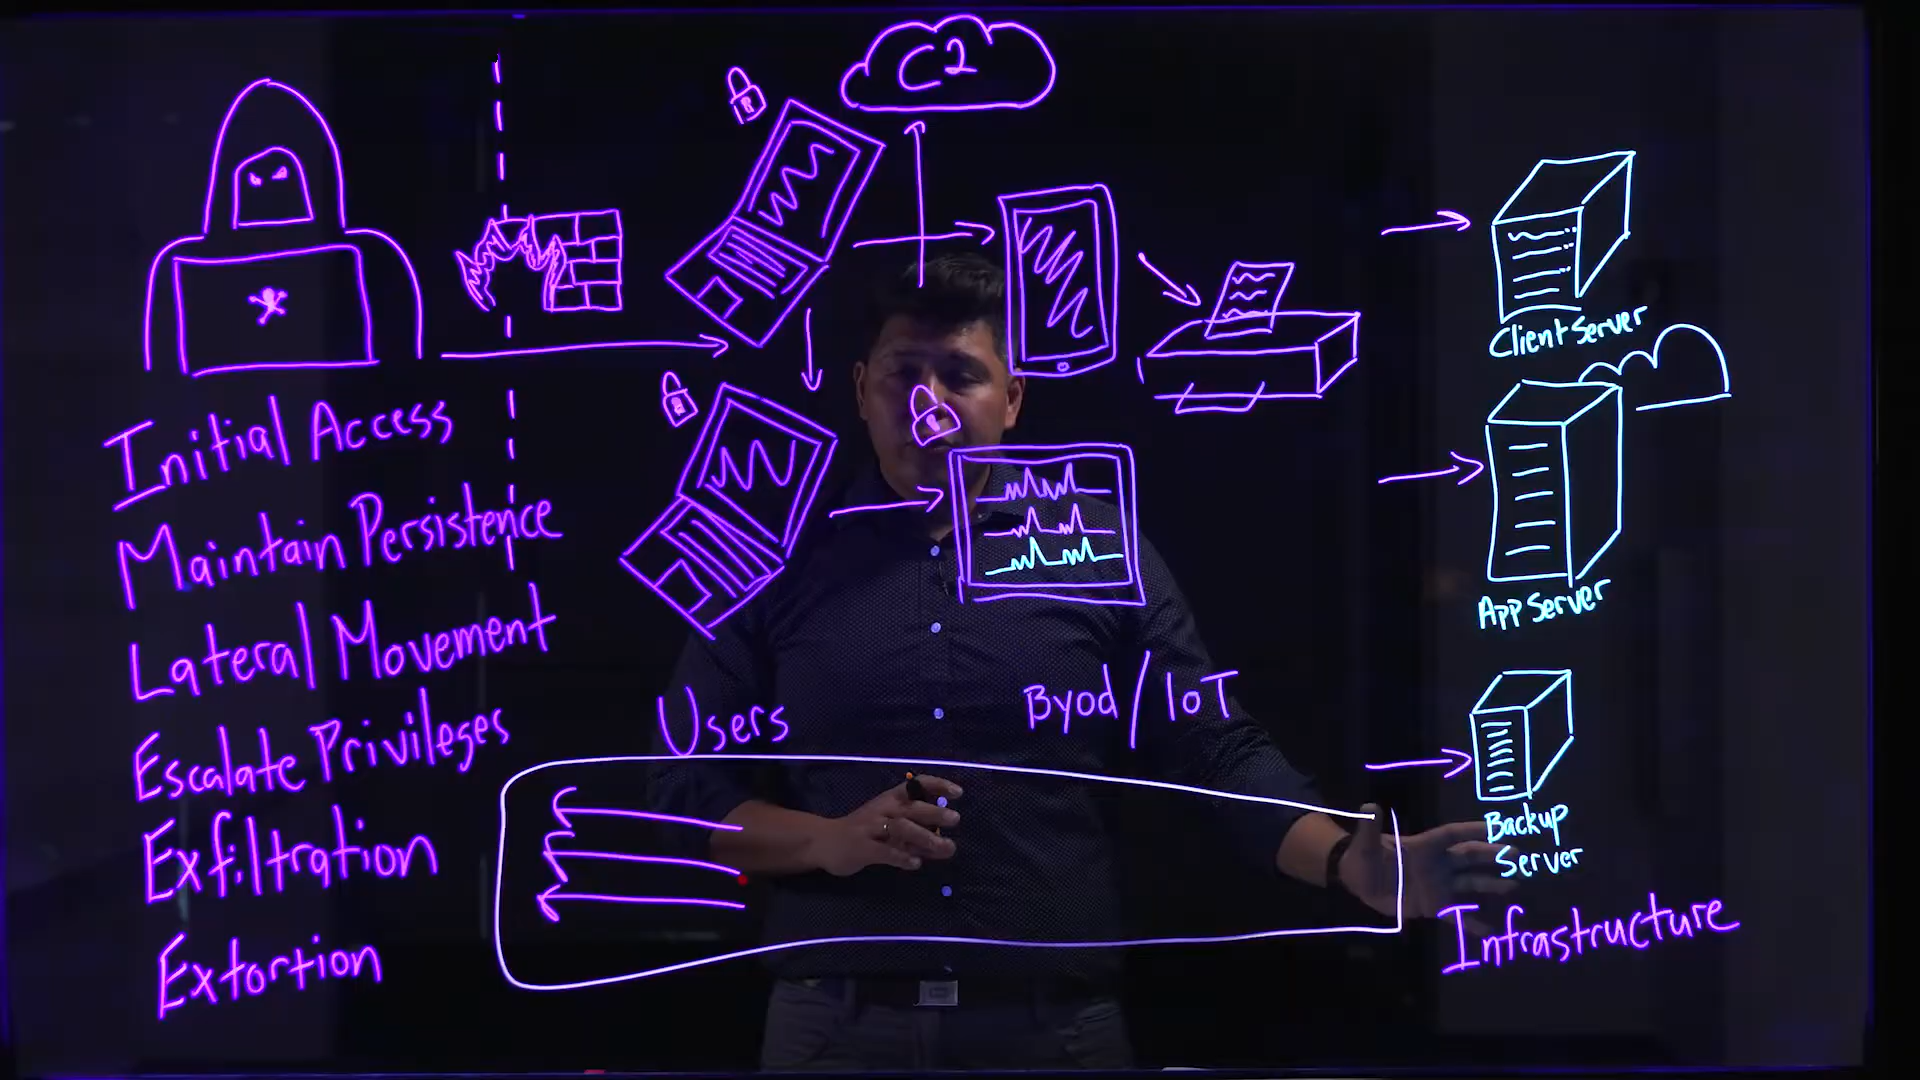 C2
Client Server
Initial Access
Maintain Persistence
App Server
Lateral Movement
Users
Byod/IoT
Escalate Privileges
Backup
Server
Exfiltration
Infrastructure
Extortion